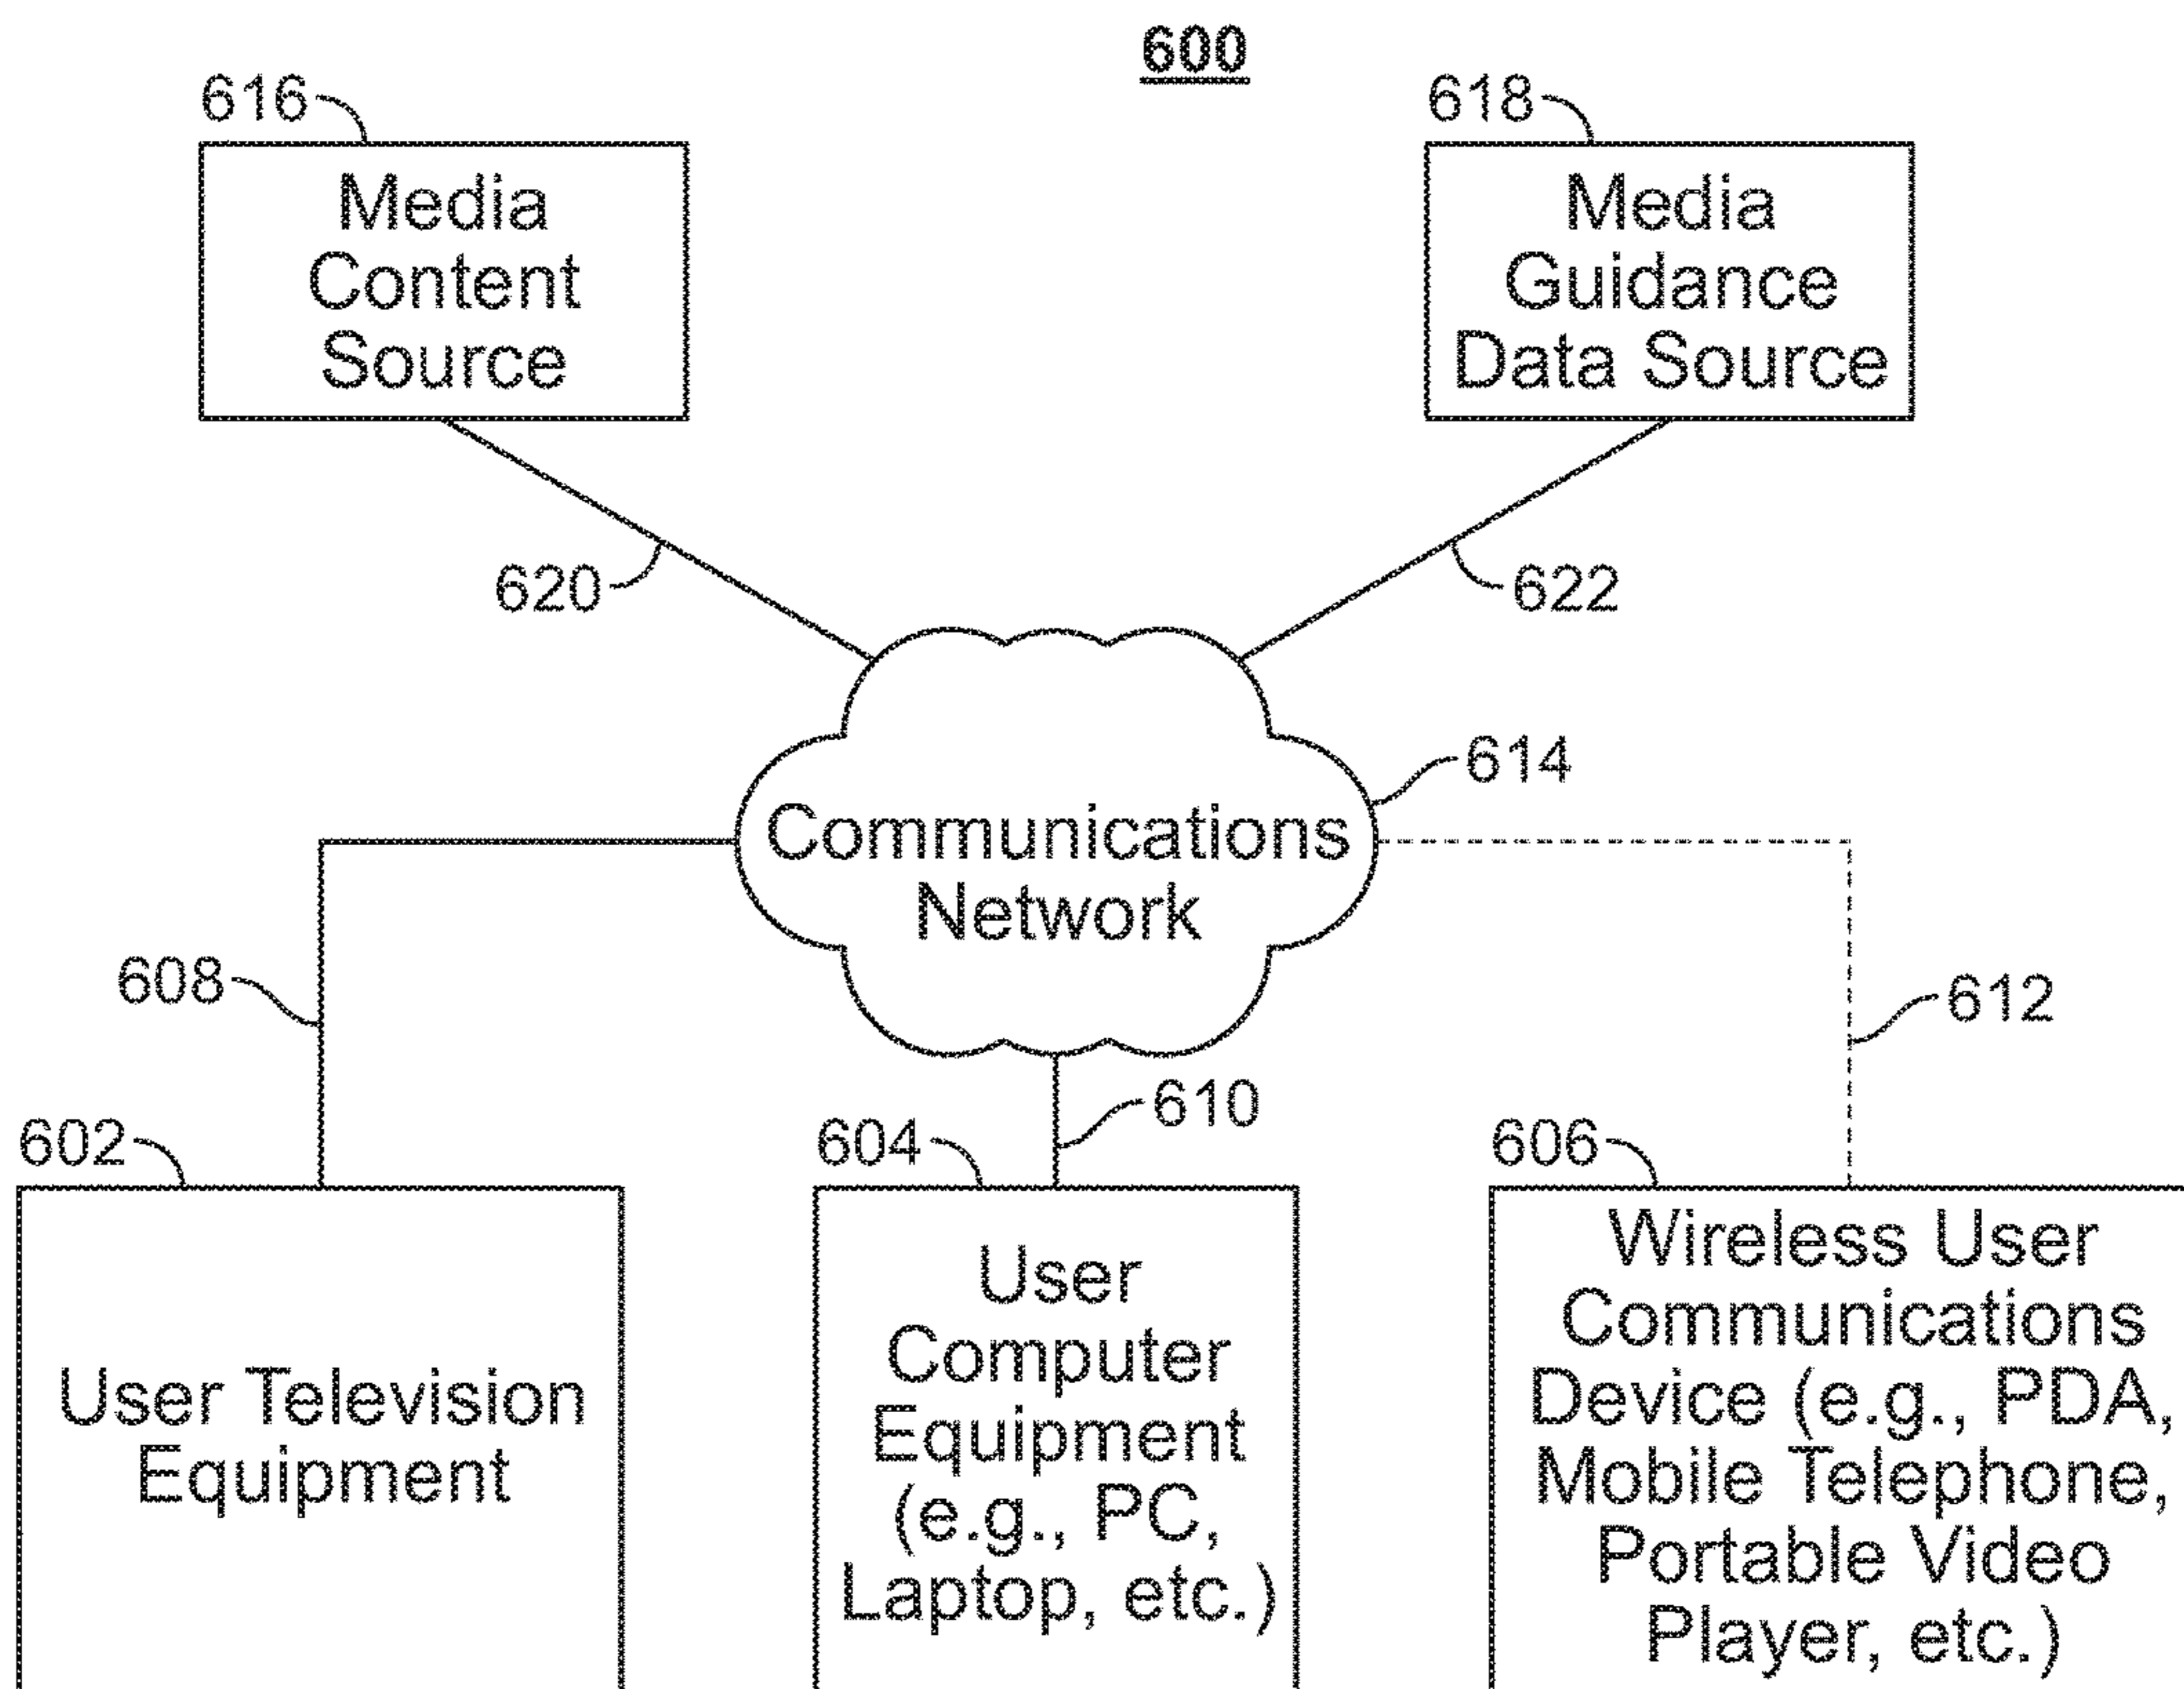 600
616
618
Media
Content
Source
Media
Guidance
Data Source
620
622
614
Communications
Network
608
612
610
602
604
606
User Television
Equipment
User
Computer
Equipment
(e.g., PC,
Laptop, etc.)
Wireless User
Communications
Device (e.g., PDA,
Mobile Telephone,
Portable Video
Player, etc.)